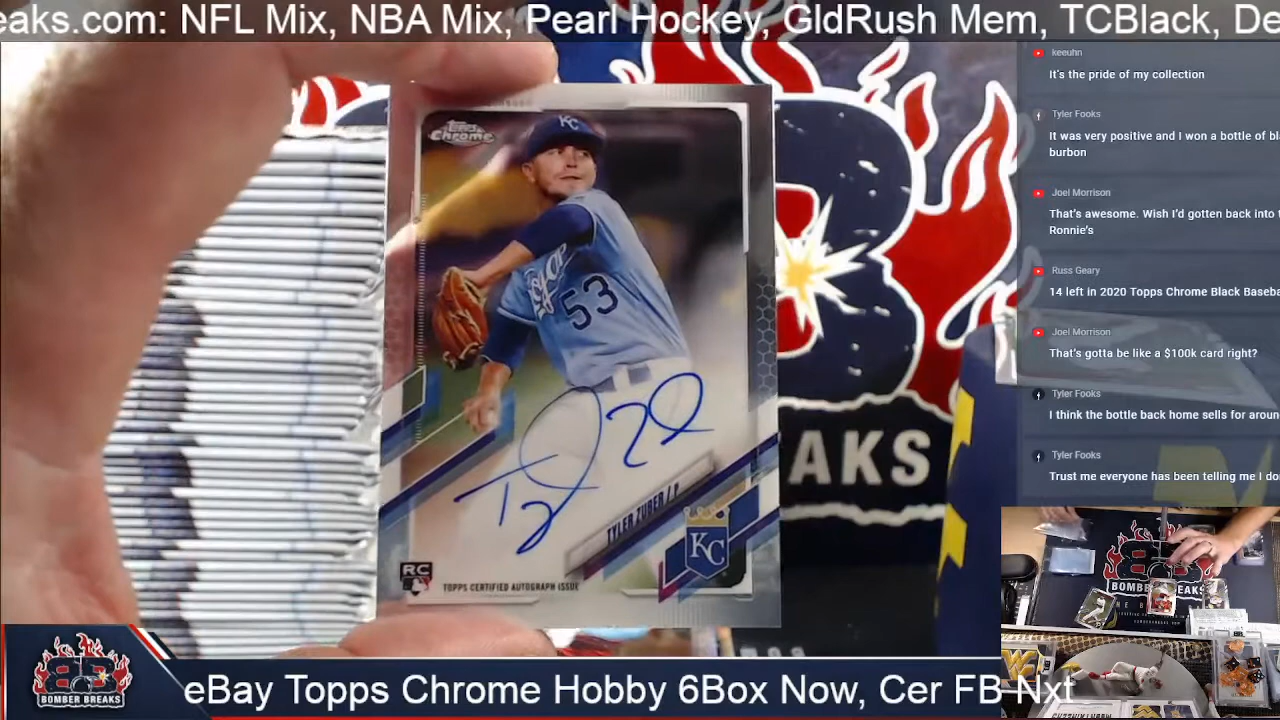 eaks.com: NFL Mix, NBA Mix, Pearl Hockey, GldRush Mem, TCBlack, De
keeuhn
It's the pride of my collection
Tyler Fooks
It was very positive and I won a bottle of bl
burbon
Joel Morrison
That's awesome. Wish I'd gotten back into
Ronnie's
Russ Geary
14 left in 2020 Topps Chrome Black Baseba
Joel Morrison
That's gotta be like a $100k card right?
Tyler Fooks
I think the bottle back home sells for aroun
Tyler Fooks
Trust me everyone has been telling me I do
Topps
Chrome
KC
Royals
53
TYLER ZUBER / P
KC
RC
TOPPS CERTIFIED AUTOGRAPH ISSUE
EAKS
BOMB BREAKS
BOMBER BREAKS
eBay Topps Chrome Hobby 6Box Now, Cer FB Nxt